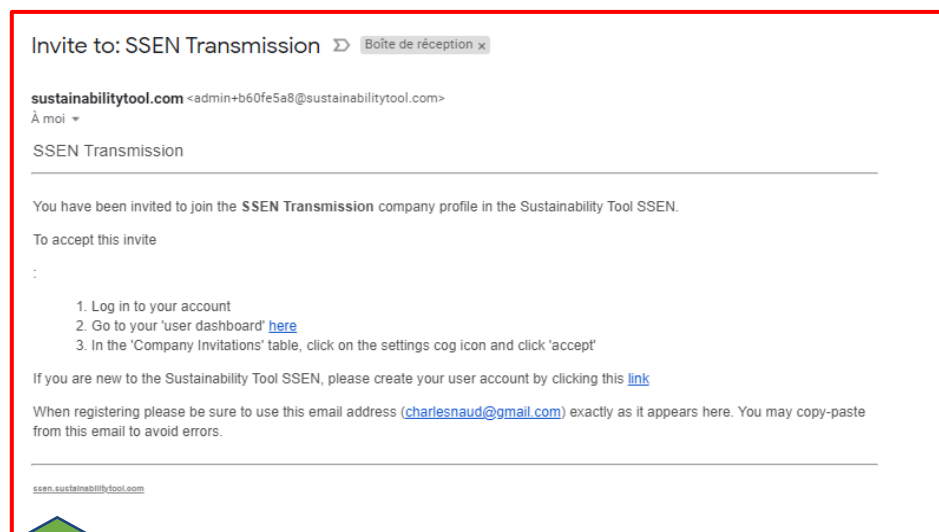 Invite to: SSEN Transmission Boîte de réception x
sustainabilitytool.com <admin+b60fe5a8@sustainabilitytool.com>
À moi
SSEN Transmission
You have been invited to join the SSEN Transmission company profile in the Sustainability Tool SSEN.
To accept this invite
:
1. Log in to your account
2. Go to your 'user dashboard' here
3. In the 'Company Invitations' table, click on the settings cog icon and click 'accept'
If you are new to the Sustainability Tool SSEN, please create your user account by clicking this link
When registering please be sure to use this email address (charlesnaud@gmail.com) exactly as it appears here. You may copy-paste
from this email to avoid errors.
ssen.sustainabilitytool.com